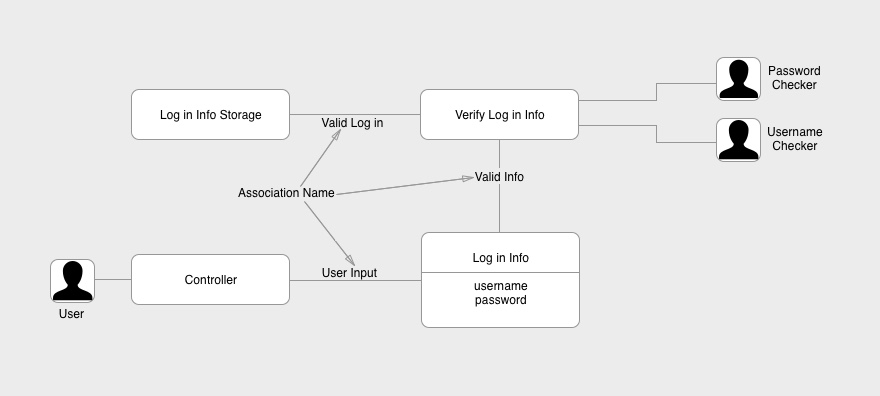 Password
Checker
Log in Info Storage
Verify Log in Info
Valid Log in
Username
Checker
Valid Info
Association Name
Log in Info
User Input
Controller
username
password
User